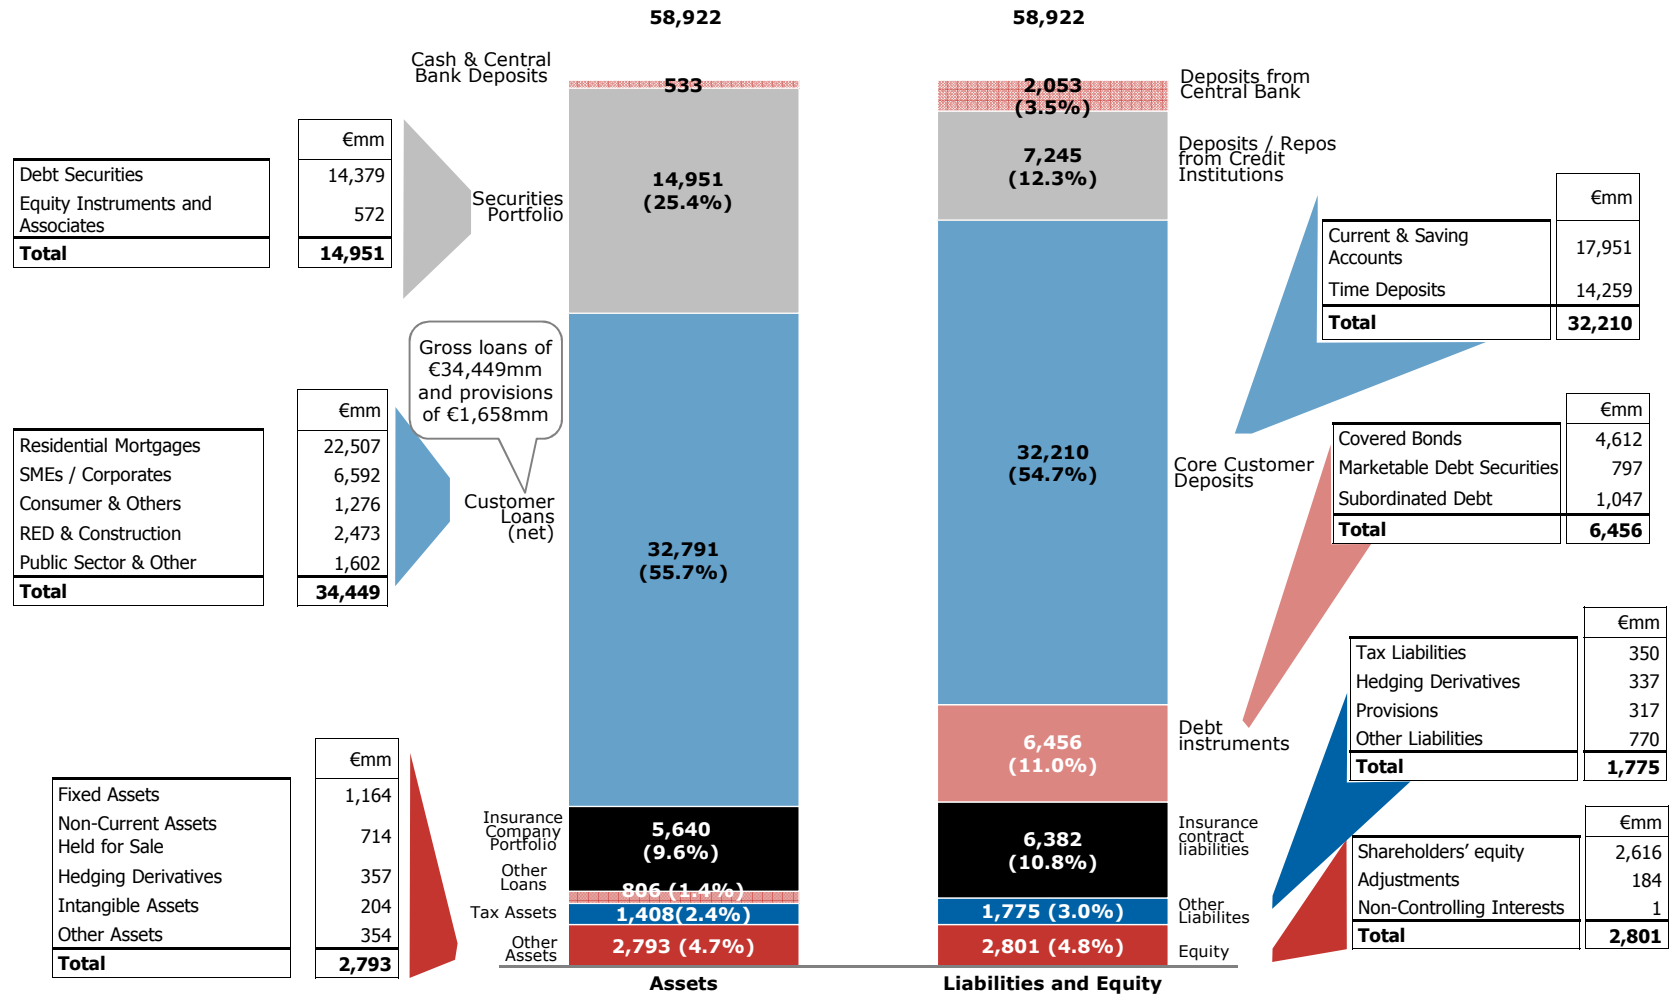 58,922
58,922
Cash & Central
Bank Deposits
533
2,053
(3.5%)
Deposits from
Central Bank
€mm
Debt Securities 14,379
Equity Instruments and
Associates 572
Total 14,951
Securities
Portfolio
14,951
(25.4%)
7,245
(12.3%)
Deposits / Repos
from Credit
Institutions
€mm
Current & Saving
Accounts 17,951
Time Deposits 14,259
Total 32,210
Gross loans of
€34,449mm
and provisions
of €1,658mm
€mm
Residential Mortgages 22,507
SMEs / Corporates 6,592
Consumer & Others 1,276
RED & Construction 2,473
Public Sector & Other 1,602
Total 34,449
Customer
Loans
(net)
32,791
(55.7%)
32,210
(54.7%)
Core Customer
Deposits
€mm
Covered Bonds 4,612
Marketable Debt Securities 797
Subordinated Debt 1,047
Total 6,456
6,456
(11.0%)
Debt
instruments
€mm
Tax Liabilities 350
Hedging Derivatives 337
Provisions 317
Other Liabilities 770
Total 1,775
€mm
Fixed Assets 1,164
Non-Current Assets
Held for Sale 714
Hedging Derivatives 357
Intangible Assets 204
Other Assets 354
Total 2,793
Insurance
Company
Portfolio
5,640
(9.6%)
6,382
(10.8%)
Insurance
contract
liabilities
Other
Loans
806 (1.4%)
Tax Assets
1,408(2.4%)
1,775 (3.0%)
Other
Liabilites
Other
Assets
2,793 (4.7%)
2,801 (4.8%)
Equity
€mm
Shareholders’ equity 2,616
Adjustments 184
Non-Controlling Interests 1
Total 2,801
Assets
Liabilities and Equity